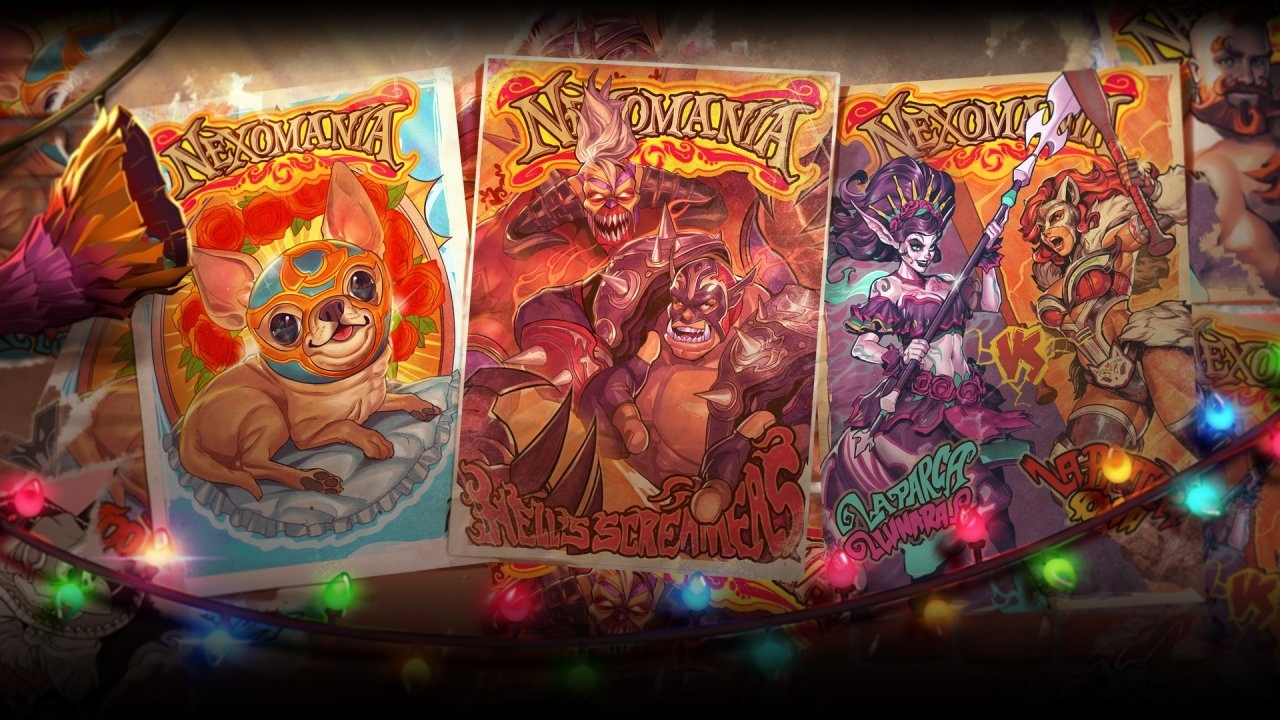 NEXOMANIA
NEXOMANIA
HELL'S SCREAMERS
NEXOMANIA
K
LA PARCA
LUNARA